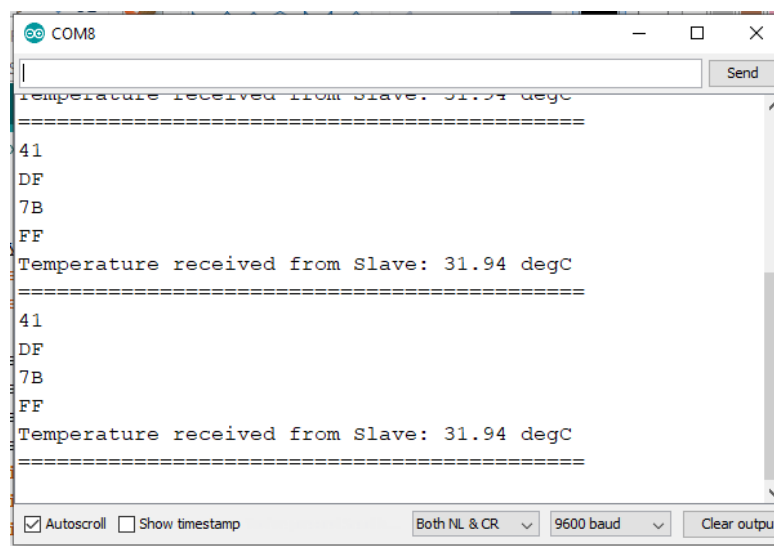 COM8
Send
Temperature received from Slave: 31.94 degC
============================================
41
DF
7B
FF
Temperature received from Slave: 31.94 degC
============================================
41
DF
7B
FF
Temperature received from Slave: 31.94 degC
============================================
Autoscroll Show timestamp Both NL & CR 9600 baud Clear outpu